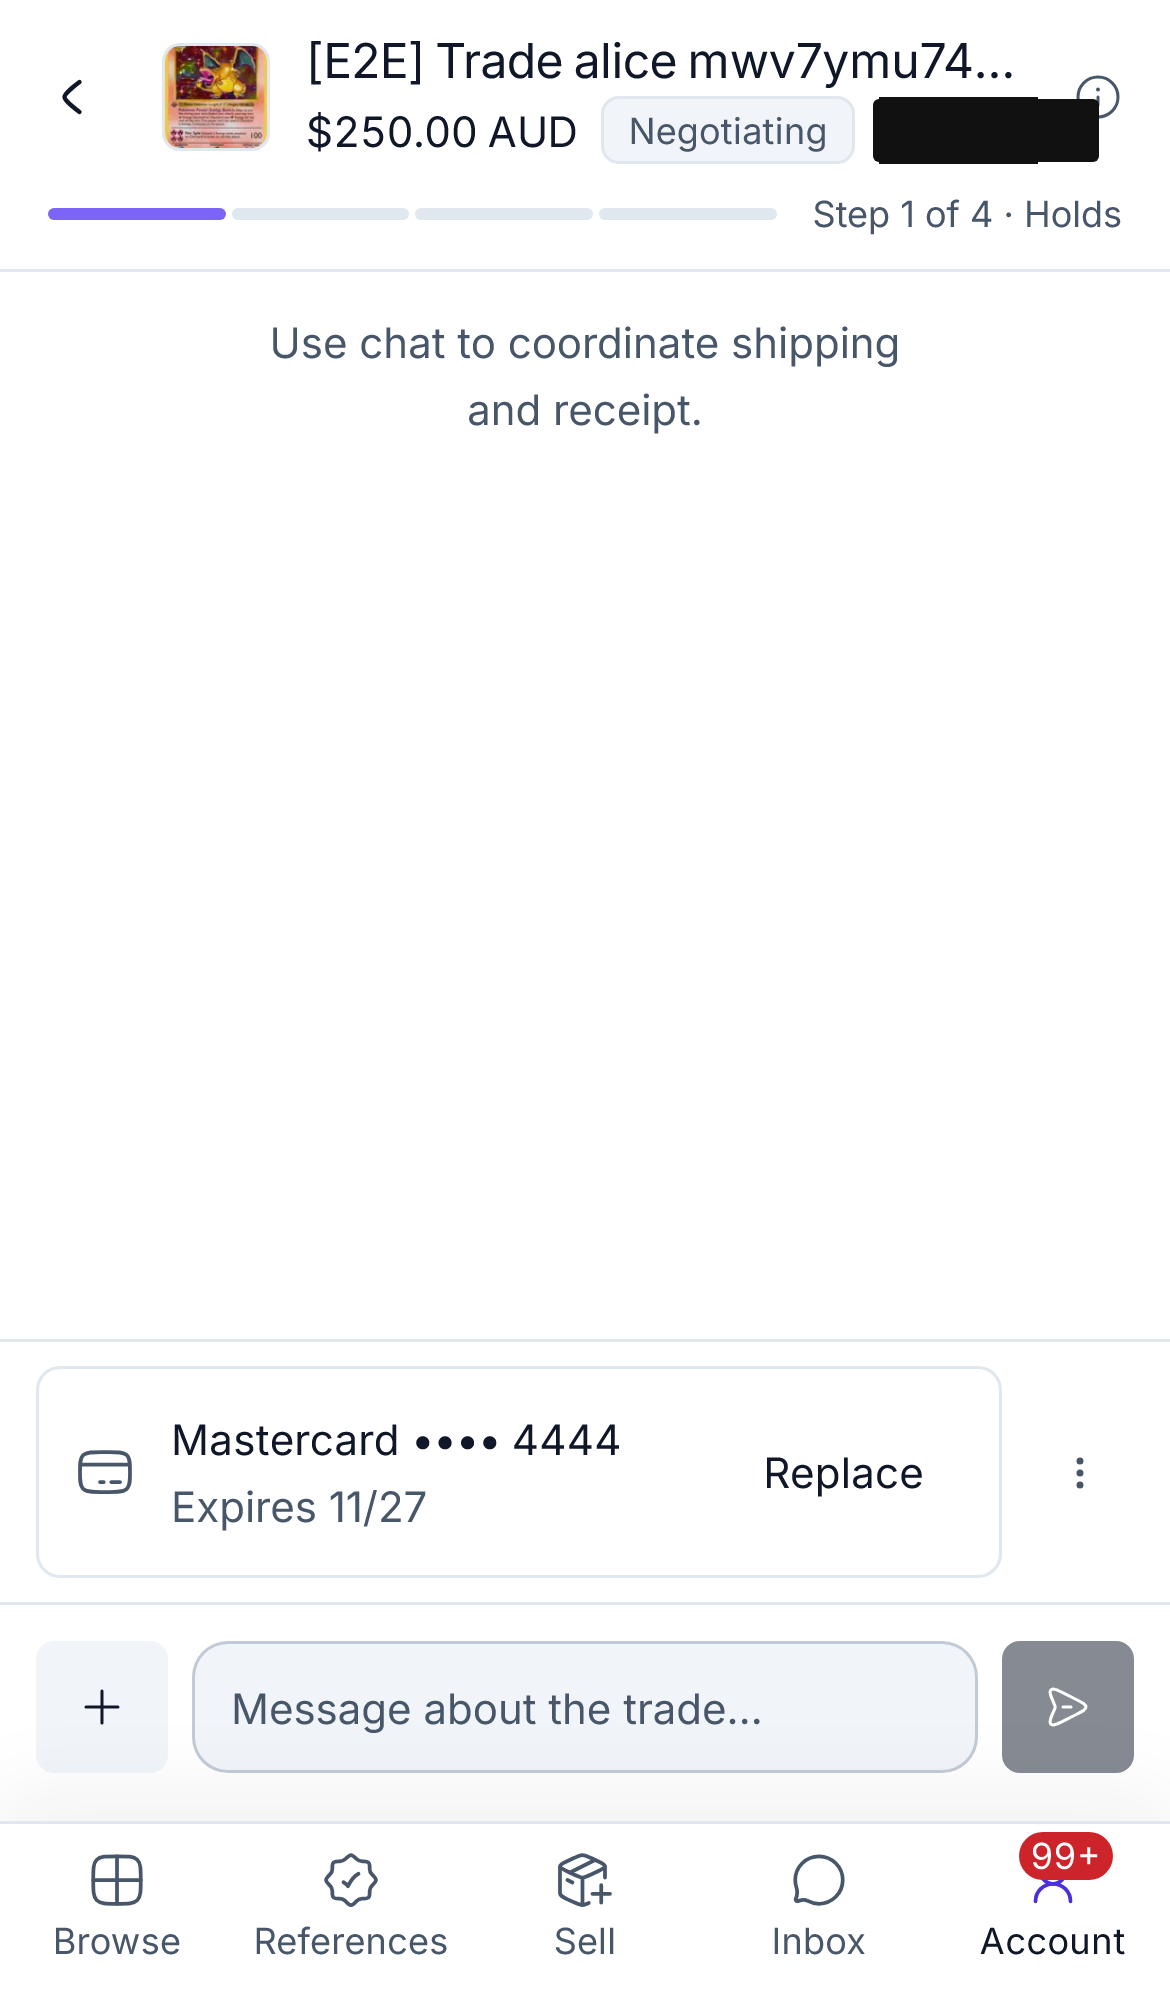 [E2E] Trade alice mwv7ymu74...
$250.00 AUD Negotiating
Step 1 of 4 · Holds
Use chat to coordinate shipping
and receipt.
Mastercard •••• 4444
Expires 11/27
Replace
Message about the trade...
99+
Browse References Sell Inbox Account